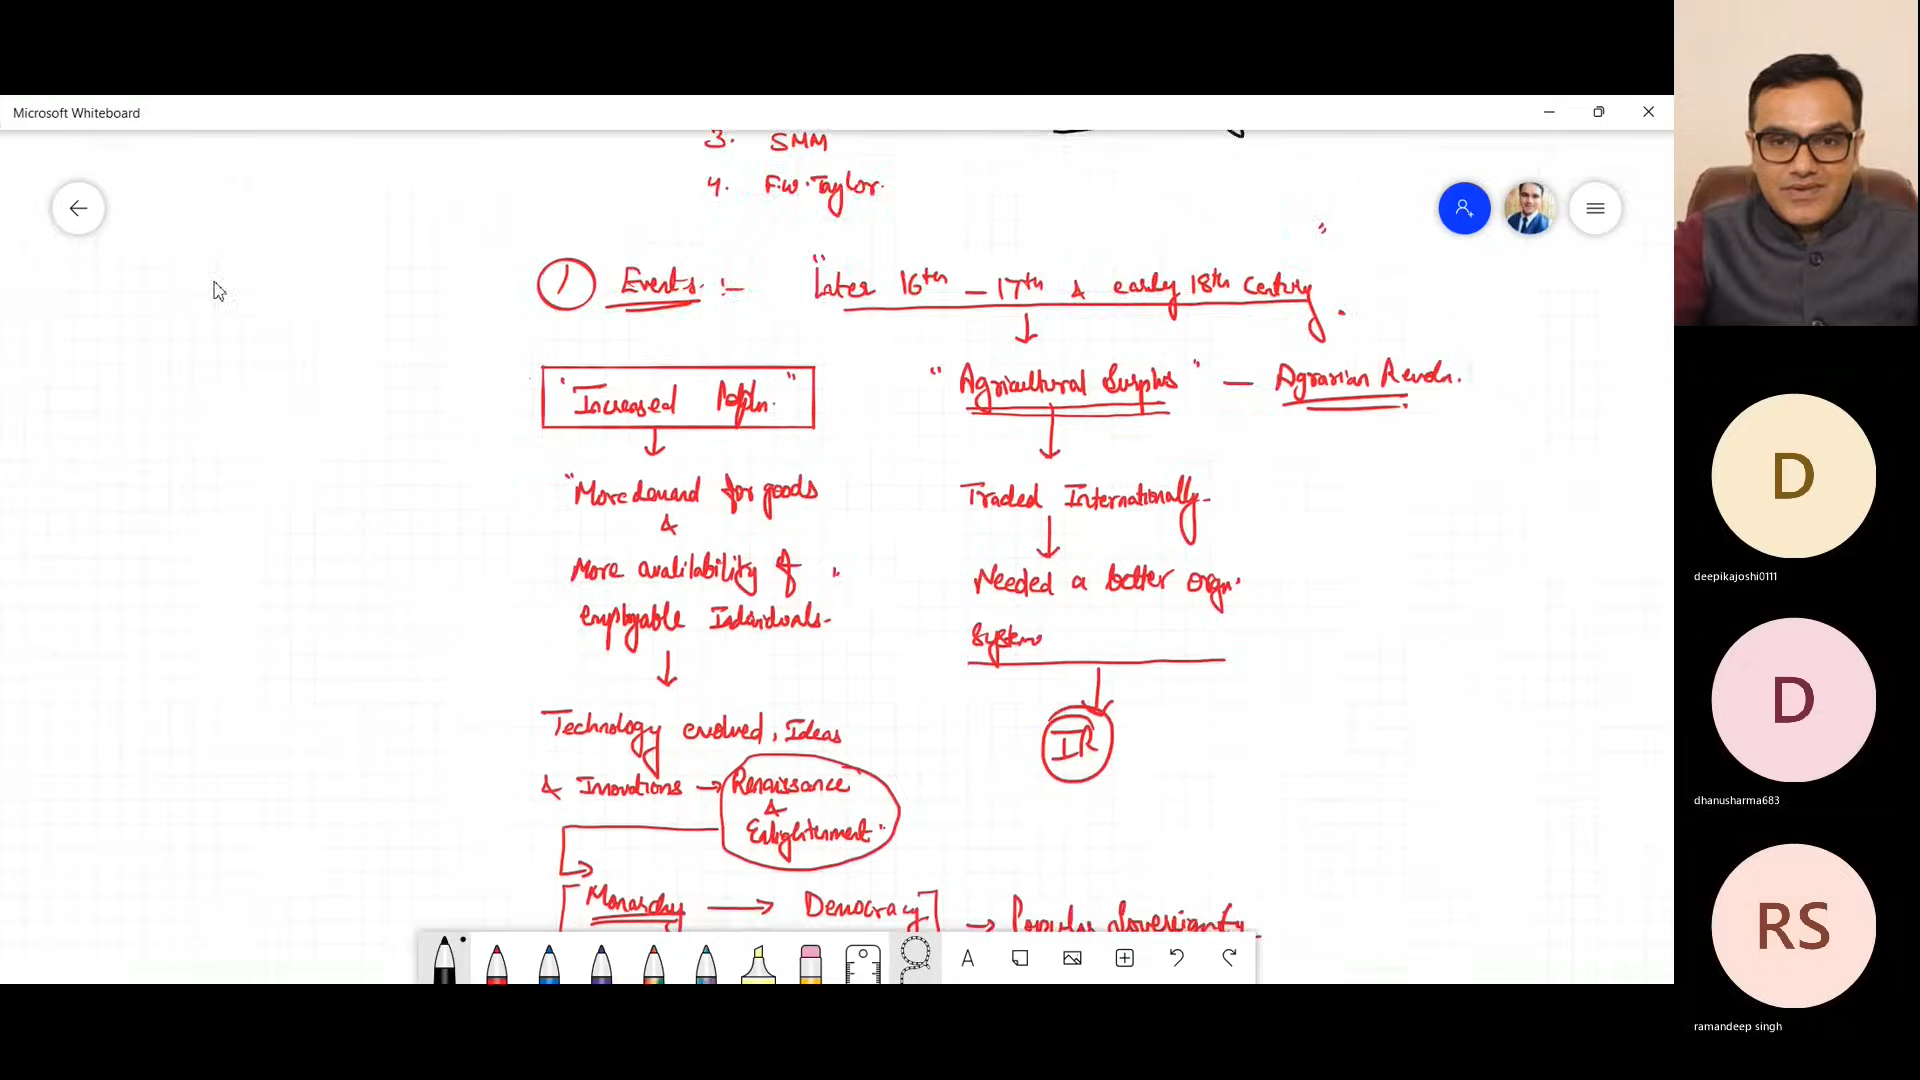 Microsoft Whiteboard
3. SMM
4. F.W. Taylor.
1 Events :- "Later 16th - 17th & early 18th Century"
"Increased Popln."
"Agricultural Surplus" - Agrarian Revoln.
"More demand for goods
&
More availability of
employable Individuals.
Traded Internationally
Needed a better orgn.
System
IR
Technology evolved, Ideas
& Innovations → Renaissance
&
Enlightenment
Monarchy → Democracy → Popular Sovereignty
D
deepikajoshi0111
D
dhanusharma683
RS
ramandeep singh